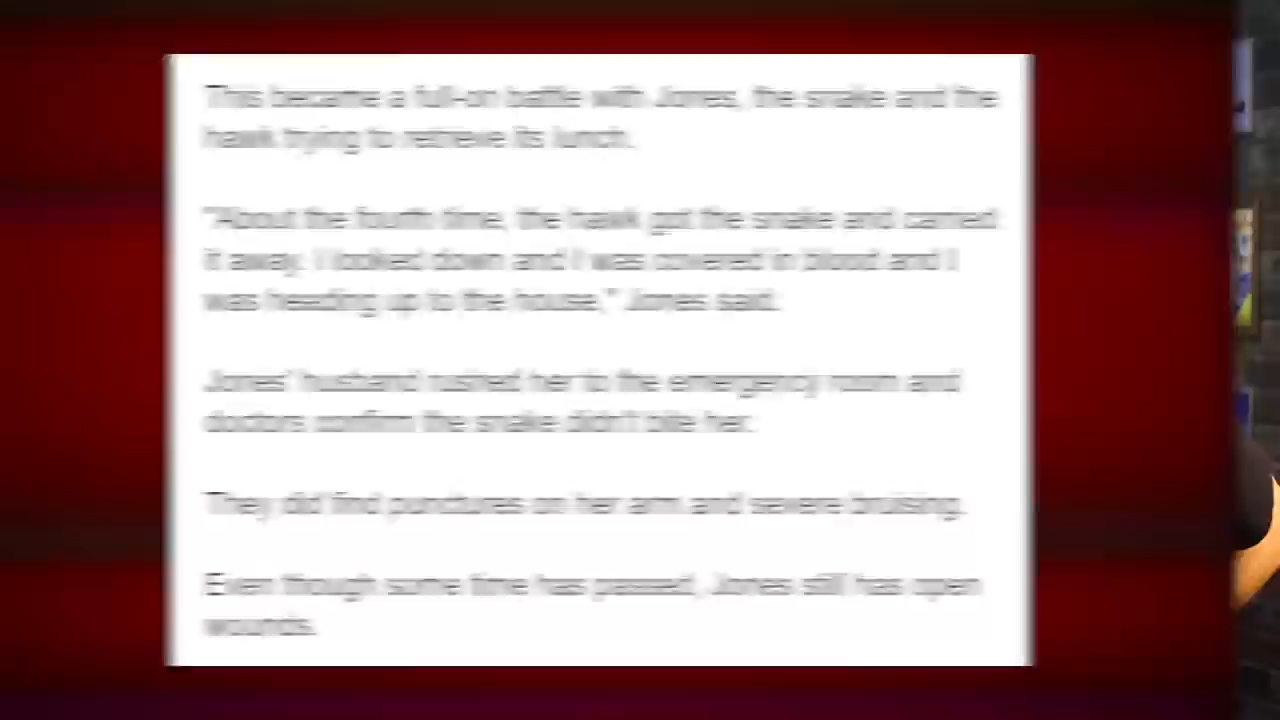 This became a full-on battle with Jones, the snake and the
hawk trying to retrieve its lunch.
"About the fourth time, the hawk got the snake and carried
it away. I looked down and I was covered in blood and I
was heading up to the house," Jones said.
Jones' husband rushed her to the emergency room and
doctors confirm the snake didn't bite her.
They did find punctures on her arm and severe bruising.
Even though some time has passed, Jones still has open
wounds.